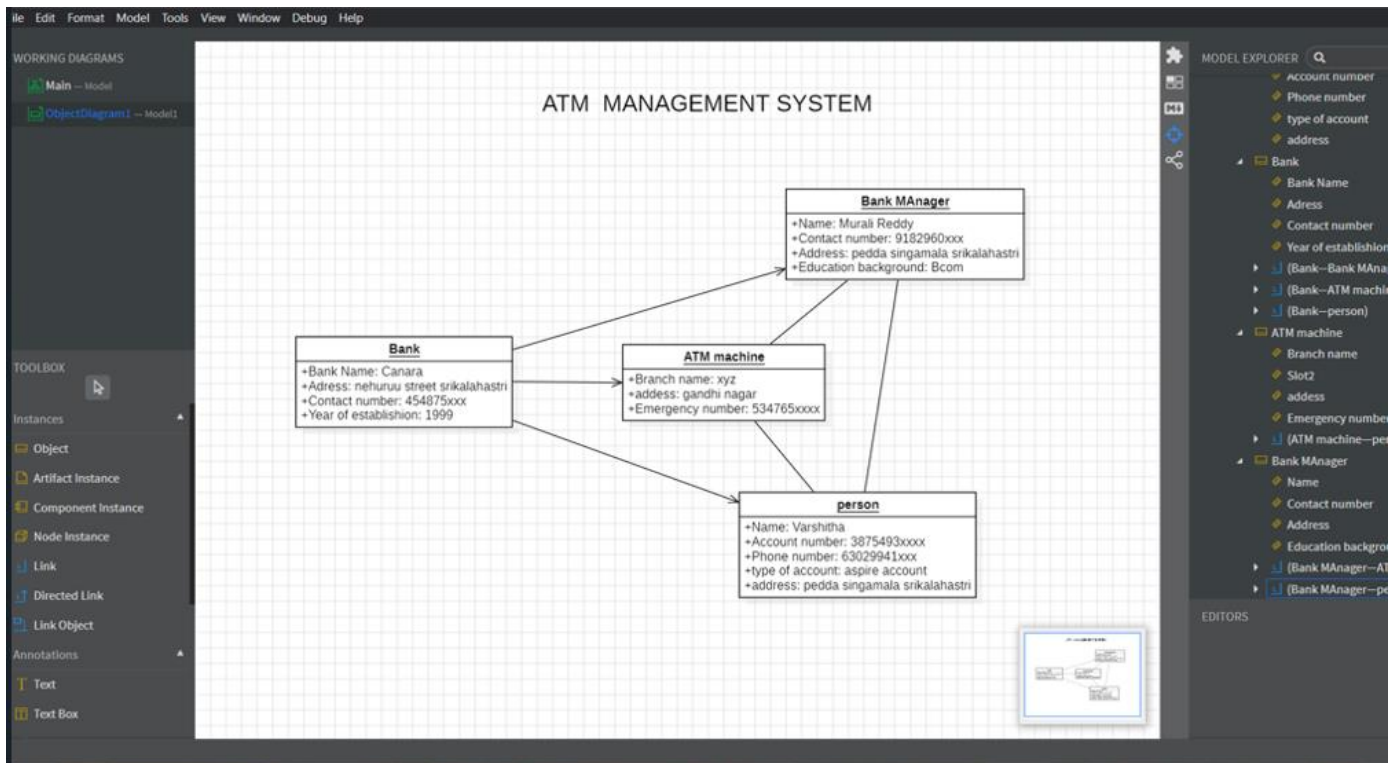 ile Edit Format Model Tools View Window Debug Help
WORKING DIAGRAMS
Main — Model
ObjectDiagram1 — Model1
TOOLBOX
Instances
Object
Artifact Instance
Component Instance
Node Instance
Link
Directed Link
Link Object
Annotations
Text
Text Box
ATM MANAGEMENT SYSTEM
Bank MAnager
+Name: Murali Reddy
+Contact number: 9182960xxx
+Address: pedda singamala srikalahastri
+Education background: Bcom
Bank
+Bank Name: Canara
+Adress: nehuruu street srikalahastri
+Contact number: 454875xxx
+Year of establishion: 1999
ATM machine
+Branch name: xyz
+addess: gandhi nagar
+Emergency number: 534765xxxx
person
+Name: Varshitha
+Account number: 3875493xxxx
+Phone number: 63029941xxx
+type of account: aspire account
+address: pedda singamala srikalahastri
MODEL EXPLORER
Account number
Phone number
type of account
address
Bank
Bank Name
Adress
Contact number
Year of establishion
(Bank—Bank MAna
(Bank—ATM machin
(Bank—person)
ATM machine
Branch name
Slot2
addess
Emergency number
(ATM machine—per
Bank MAnager
Name
Contact number
Address
Education backgrou
(Bank MAnager—AT
(Bank MAnager—pe
EDITORS